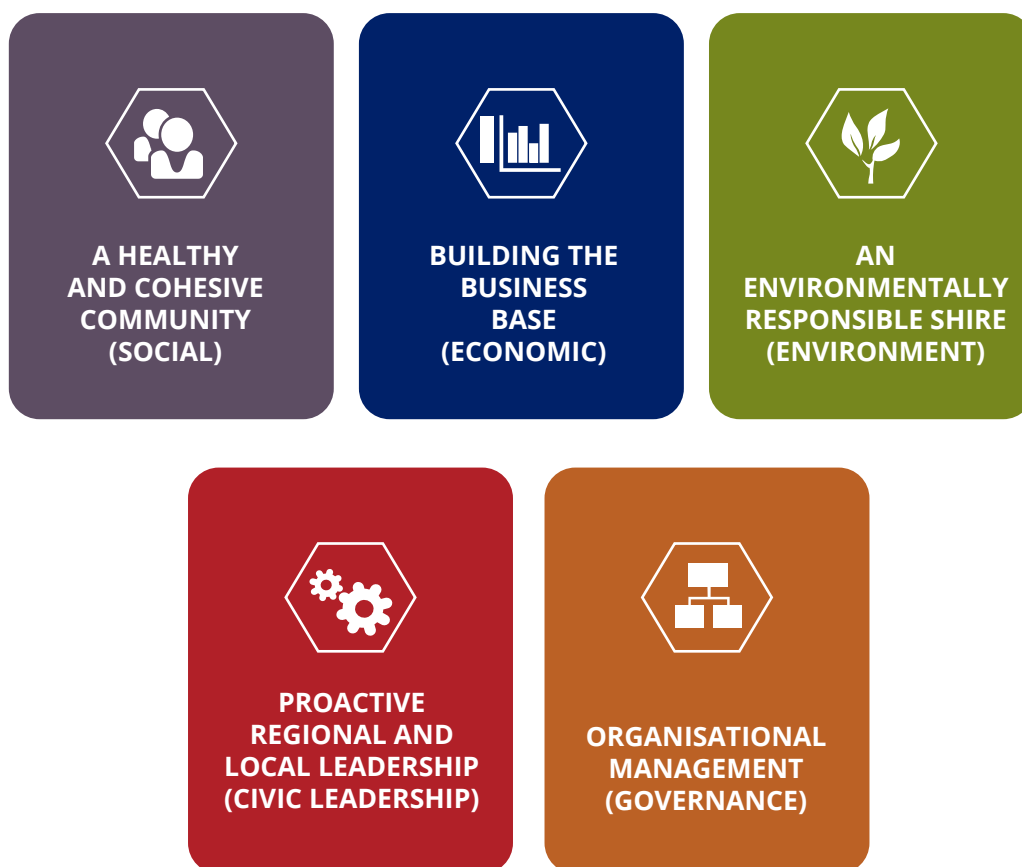 A HEALTHY
AND COHESIVE
COMMUNITY
(SOCIAL)
BUILDING THE
BUSINESS
BASE
(ECONOMIC)
AN
ENVIRONMENTALLY
RESPONSIBLE SHIRE
(ENVIRONMENT)
PROACTIVE
REGIONAL AND
LOCAL LEADERSHIP
(CIVIC LEADERSHIP)
ORGANISATIONAL
MANAGEMENT
(GOVERNANCE)